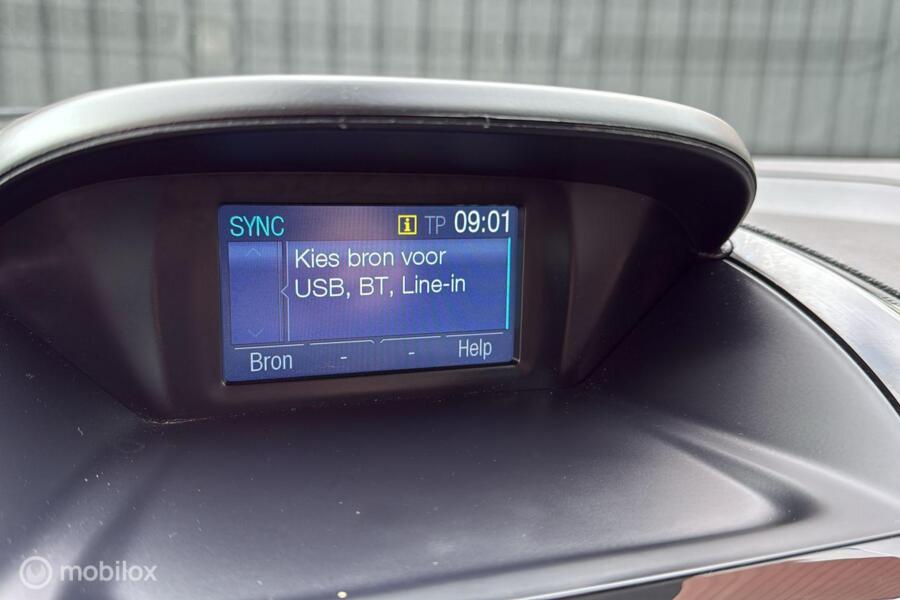 SYNC i TP 09:01
Kies bron voor
USB, BT, Line-in
Bron - - Help
mobilox